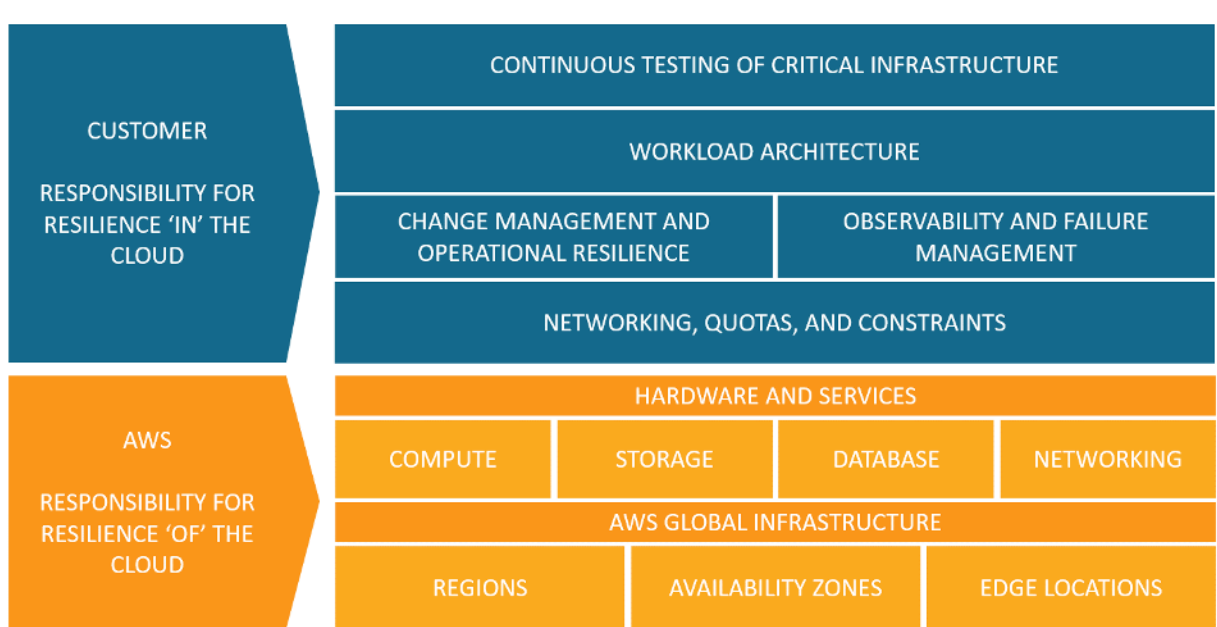 CUSTOMER
RESPONSIBILITY FOR
RESILIENCE ‘IN’ THE
CLOUD
CONTINUOUS TESTING OF CRITICAL INFRASTRUCTURE
WORKLOAD ARCHITECTURE
CHANGE MANAGEMENT AND
OPERATIONAL RESILIENCE
OBSERVABILITY AND FAILURE
MANAGEMENT
NETWORKING, QUOTAS, AND CONSTRAINTS
AWS
RESPONSIBILITY FOR
RESILIENCE ‘OF’ THE
CLOUD
HARDWARE AND SERVICES
COMPUTE
STORAGE
DATABASE
NETWORKING
AWS GLOBAL INFRASTRUCTURE
REGIONS
AVAILABILITY ZONES
EDGE LOCATIONS